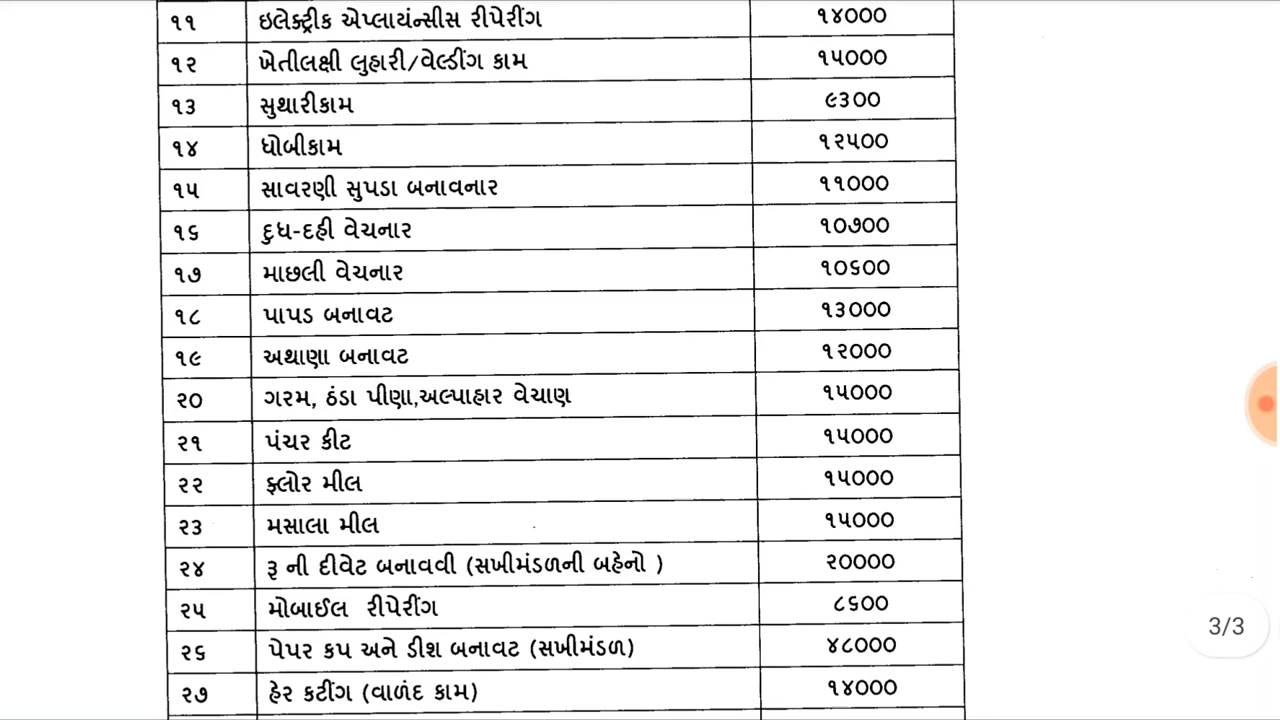 ૧૧ ઇલેક્ટ્રીક એપ્લાયંન્સીસ રીપેરીંગ ૧૪૦૦૦
૧૨ ખેતીલક્ષી લુહારી/વેલ્ડીંગ કામ ૧૫૦૦૦
૧૩ સુથારીકામ ૯૩૦૦
૧૪ ધોબીકામ ૧૨૫૦૦
૧૫ સાવરણી સુપડા બનાવનાર ૧૧૦૦૦
૧૬ દુધ-દહી વેચનાર ૧૦૭૦૦
૧૭ માછલી વેચનાર ૧૦૬૦૦
૧૮ પાપડ બનાવટ ૧૩૦૦૦
૧૯ અથાણા બનાવટ ૧૨૦૦૦
૨૦ ગરમ, ઠંડા પીણા,અલ્પાહાર વેચાણ ૧૫૦૦૦
૨૧ પંચર કીટ ૧૫૦૦૦
૨૨ ફ્લોર મીલ ૧૫૦૦૦
૨૩ મસાલા મીલ ૧૫૦૦૦
૨૪ રૂ ની દીવેટ બનાવવી (સખીમંડળની બહેનો ) ૨૦૦૦૦
૨૫ મોબાઈલ રીપેરીંગ ૮૬૦૦
૨૬ પેપર કપ અને ડીશ બનાવટ (સખીમંડળ) ૪૮૦૦૦
૨૭ હેર કટીંગ (વાળંદ કામ) ૧૪૦૦૦
3/3